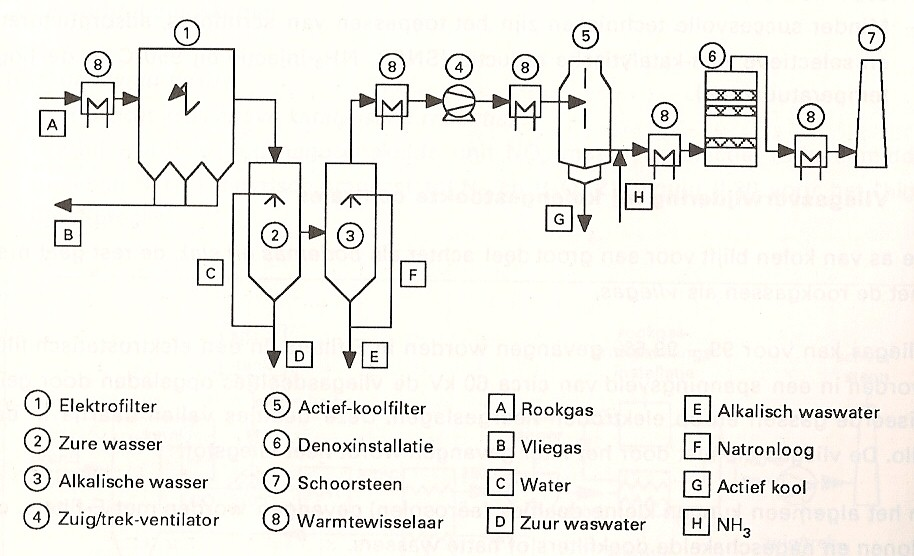 1
8
A
B
2
3
C
D
E
F
8
4
8
5
G
H
8
6
8
7
1 Elektrofilter
2 Zure wasser
3 Alkalische wasser
4 Zuig/trek-ventilator
5 Actief-koolfilter
6 Denoxinstallatie
7 Schoorsteen
8 Warmtewisselaar
A Rookgas
B Vliegas
C Water
D Zuur waswater
E Alkalisch waswater
F Natronloog
G Actief kool
H NH₃